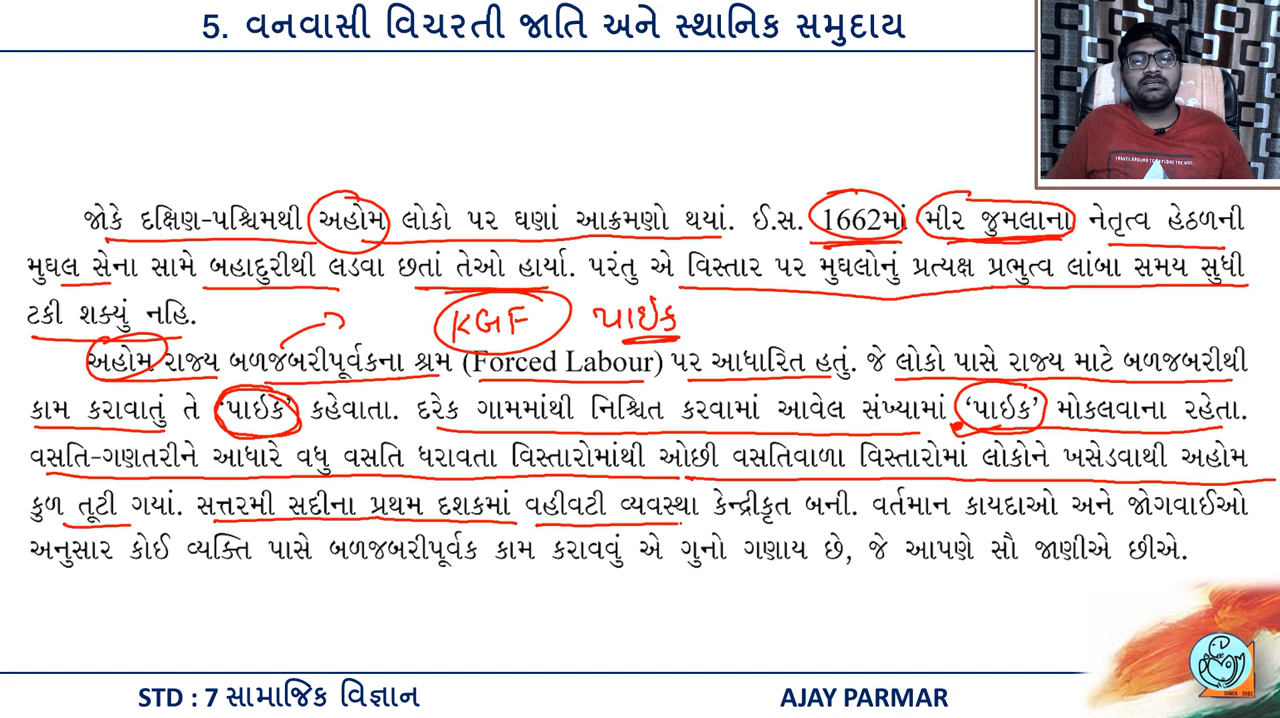 5. વનવાસી વિચરતી જાતિ અને સ્થાનિક સમુદાય
જોકે દક્ષિણ-પશ્ચિમથી અહોમ લોકો પર ઘણાં આક્રમણો થયાં. ઈ.સ. 1662માં મીર જુમલાના નેતૃત્વ હેઠળની
મુઘલ સેના સામે બહાદુરીથી લડવા છતાં તેઓ હાર્યા. પરંતુ એ વિસ્તાર પર મુઘલોનું પ્રત્યક્ષ પ્રભુત્વ લાંબા સમય સુધી
ટકી શક્યું નહિ.
KGF પાઇક
અહોમ રાજ્ય બળજબરીપૂર્વકના શ્રમ (Forced Labour) પર આધારિત હતું. જે લોકો પાસે રાજ્ય માટે બળજબરીથી
કામ કરાવાતું તે ‘પાઇક’ કહેવાતા. દરેક ગામમાંથી નિશ્ચિત કરવામાં આવેલ સંખ્યામાં ‘પાઇક’ મોકલવાના રહેતા.
વસતિ-ગણતરીને આધારે વધુ વસતિ ધરાવતા વિસ્તારોમાંથી ઓછી વસતિવાળા વિસ્તારોમાં લોકોને ખસેડવાથી અહોમ
કુળ તૂટી ગયાં. સત્તરમી સદીના પ્રથમ દશકમાં વહીવટી વ્યવસ્થા કેન્દ્રીકૃત બની. વર્તમાન કાયદાઓ અને જોગવાઈઓ
અનુસાર કોઈ વ્યક્તિ પાસે બળજબરીપૂર્વક કામ કરાવવું એ ગુનો ગણાય છે, જે આપણે સૌ જાણીએ છીએ.
STD : 7 સામાજિક વિજ્ઞાન
AJAY PARMAR